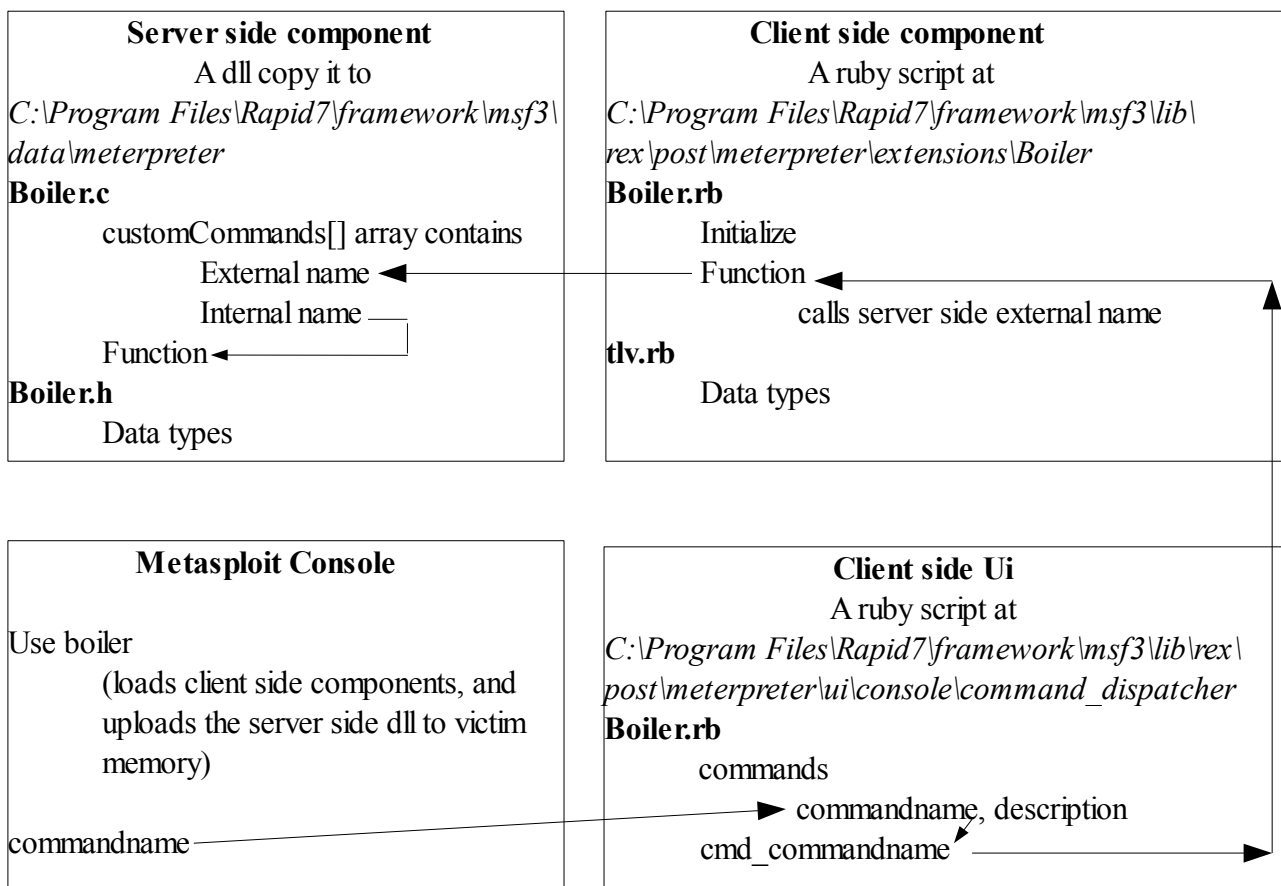 Server side component
A dll copy it to
C:\Program Files\Rapid7\framework\msf3\
data\meterpreter
Boiler.c
customCommands[] array contains
External name
Internal name
Function
Boiler.h
Data types
Client side component
A ruby script at
C:\Program Files\Rapid7\framework\msf3\lib\
rex\post\meterpreter\extensions\Boiler
Boiler.rb
Initialize
Function
calls server side external name
tlv.rb
Data types
Metasploit Console
Use boiler
(loads client side components, and
uploads the server side dll to victim
memory)
commandname
Client side Ui
A ruby script at
C:\Program Files\Rapid7\framework\msf3\lib\rex\
post\meterpreter\ui\console\command_dispatcher
Boiler.rb
commands
commandname, description
cmd_commandname